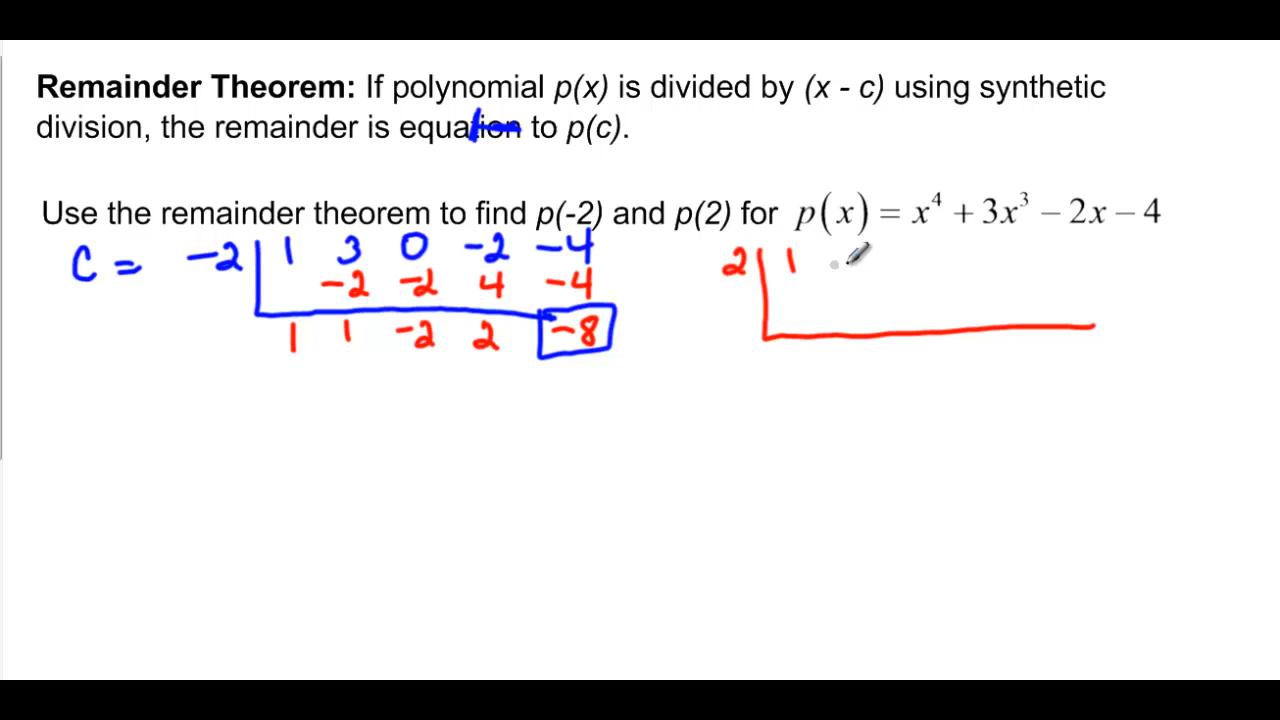 Remainder Theorem: If polynomial p(x) is divided by (x - c) using synthetic
division, the remainder is equal to p(c).
Use the remainder theorem to find p(-2) and p(2) for p(x) = x⁴ + 3x³ − 2x − 4
C = -2 | 1 3 0 -2 -4
-2 -2 4 -4
1 1 -2 2 -8
2 | 1